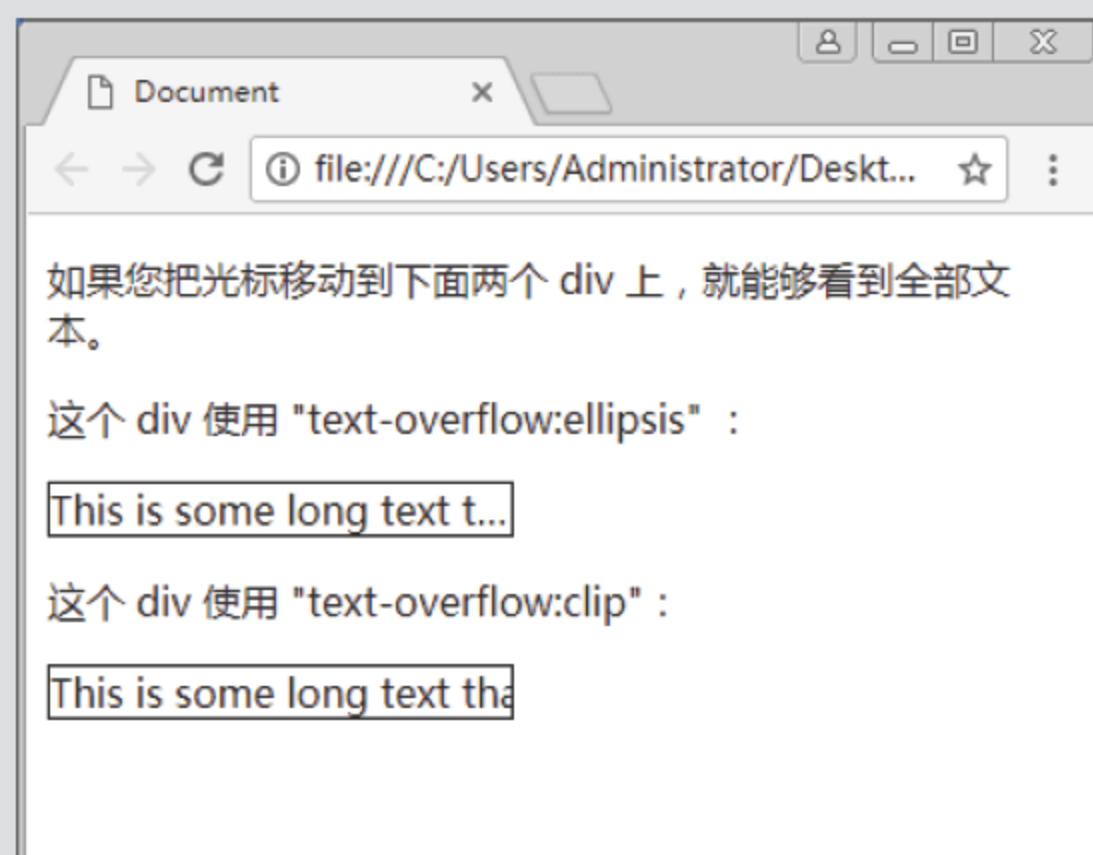 Document
file:///C:/Users/Administrator/Deskt...
如果您把光标移动到下面两个 div 上，就能够看到全部文
本。
这个 div 使用 "text-overflow:ellipsis" ：
This is some long text t...
这个 div 使用 "text-overflow:clip"：
This is some long text tha